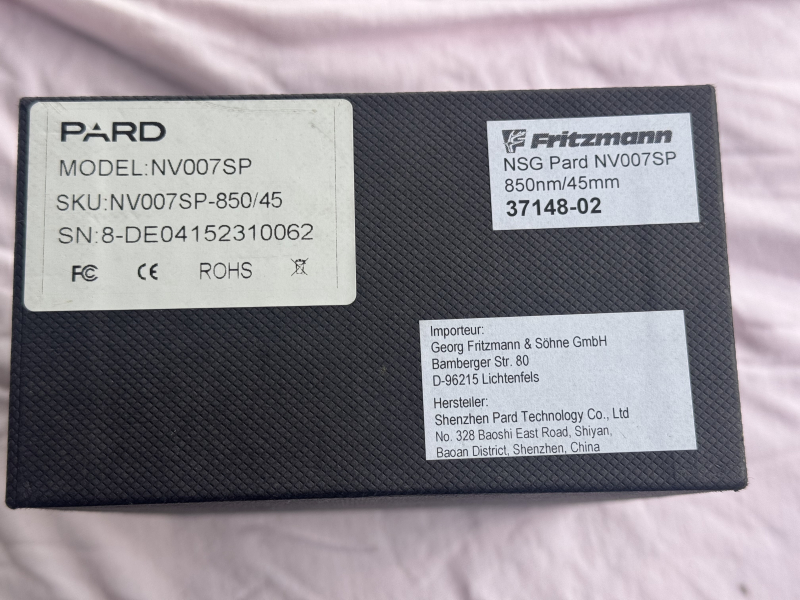 PARD
MODEL:NV007SP
SKU:NV007SP-850/45
SN:8-DE04152310062
FC CE ROHS
Fritzmann
NSG Pard NV007SP
850nm/45mm
37148-02
Importeur:
Georg Fritzmann & Söhne GmbH
Bamberger Str. 80
D-96215 Lichtenfels
Hersteller:
Shenzhen Pard Technology Co., Ltd
No. 328 Baoshi East Road, Shiyan,
Baoan District, Shenzhen, China